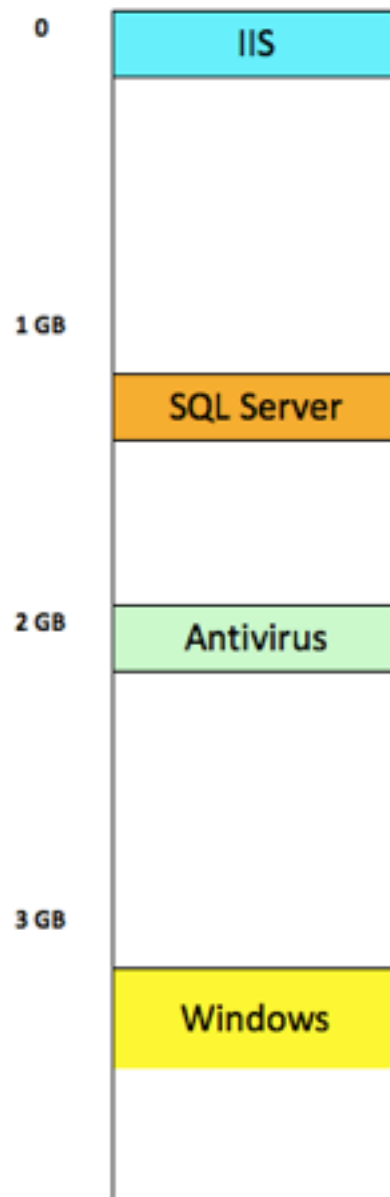 0
IIS
1 GB
SQL Server
2 GB
Antivirus
3 GB
Windows